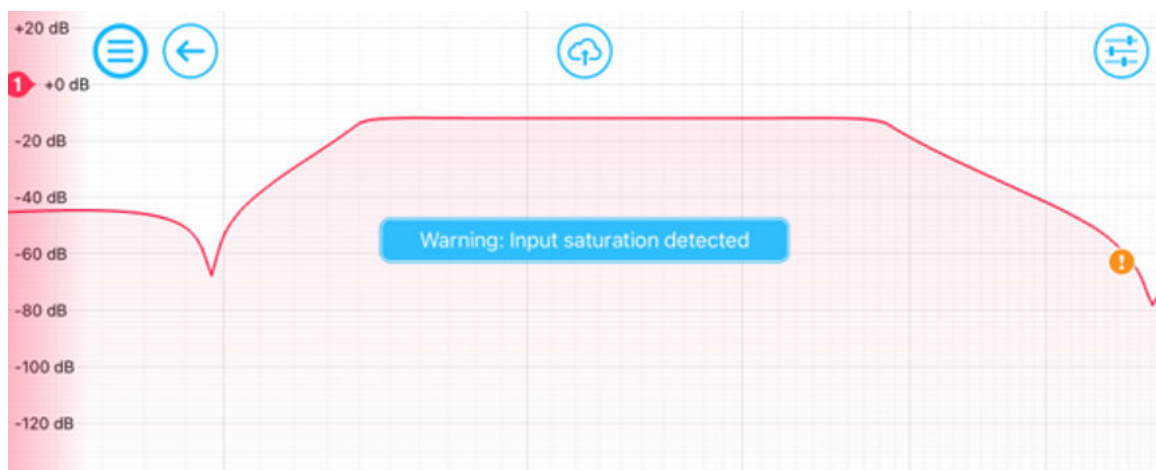 +20 dB
1 +0 dB
-20 dB
-40 dB
Warning: Input saturation detected
-60 dB
!
-80 dB
-100 dB
-120 dB